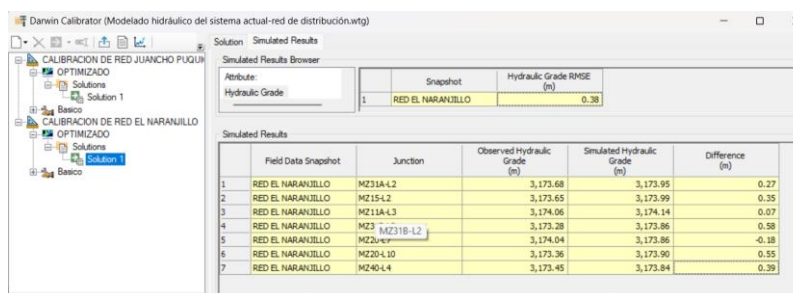 Darwin Calibrator (Modelado hidráulico del sistema actual-red de distribución.wtg)
Solution Simulated Results
CALIBRACION DE RED JUANCHO PUQUI
OPTIMIZADO
Solutions
Solution 1
Basico
CALIBRACION DE RED EL NARANJILLO
OPTIMIZADO
Solutions
Solution 1
Basico
Simulated Results Browser
Attribute:
Hydraulic Grade
Snapshot Hydraulic Grade RMSE (m)
1 RED EL NARANJILLO 0.38
Simulated Results
Field Data Snapshot Junction Observed Hydraulic Grade (m) Simulated Hydraulic Grade (m) Difference (m)
1 RED EL NARANJILLO MZ31A-L2 3,173.68 3,173.95 0.27
2 RED EL NARANJILLO MZ15-L2 3,173.65 3,173.99 0.35
3 RED EL NARANJILLO MZ11A-L3 3,174.06 3,174.14 0.07
4 RED EL NARANJILLO MZ3 3,173.28 3,173.86 0.58
MZ31B-L2
5 RED EL NARANJILLO 3,174.04 3,173.86 -0.18
6 RED EL NARANJILLO MZ20-L10 3,173.36 3,173.90 0.55
7 RED EL NARANJILLO MZ40-L4 3,173.45 3,173.84 0.39